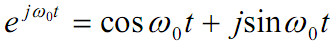 e^{jω₀t} = cos ω₀t + j sin ω₀t